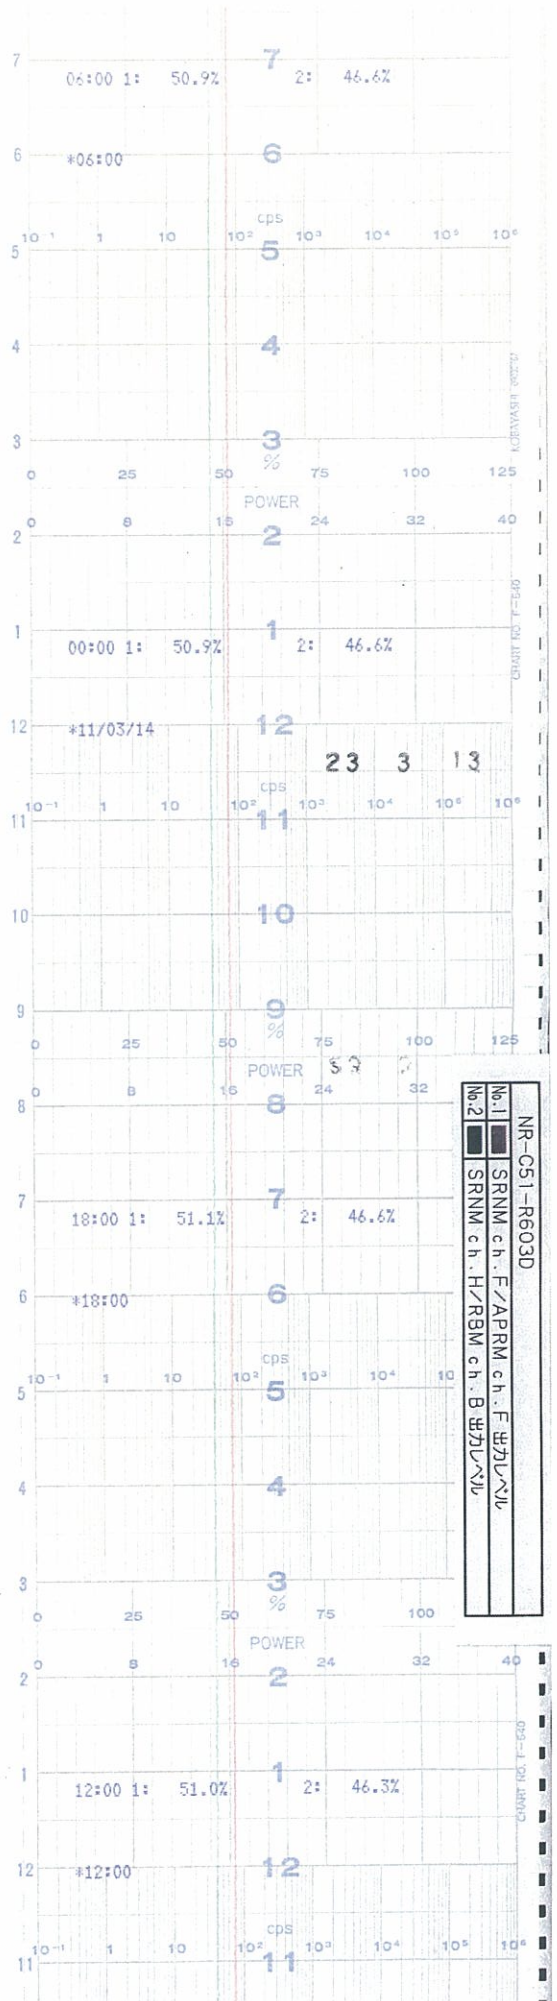 7 7
06:00 1: 50.9% 2: 46.6%
6 *06:00 6
cps
10⁻¹ 1 10 10² 10³ 10⁴ 10⁵ 10⁶
5 5
4 4
3 3
%
0 25 50 75 100 125
POWER
0 8 16 24 32 40
2 2
1 1
00:00 1: 50.9% 2: 46.6%
CHART NO. F-540
12 *11/03/14 12
23 3 13
cps
10⁻¹ 1 10 10² 10³ 10⁴ 10⁵ 10⁶
11 11
10 10
9 9
%
0 25 50 75 100 125
POWER
0 8 16 24 32
8 8
7 7
18:00 1: 51.1% 2: 46.6%
6 *18:00 6
cps
10⁻¹ 1 10 10² 10³ 10⁴ 10
5 5
4 4
3 3
%
0 25 50 75 100
NR-C51-R603D
No.1 SRNM ch.F/APRM ch.F 出力レベル
No.2 SRNM ch.H/RBM ch.B 出力レベル
POWER
0 8 16 24 32 40
2 2
1 1
12:00 1: 51.0% 2: 46.3%
CHART NO. F-540
12 *12:00 12
cps
10⁻¹ 1 10 10² 10³ 10⁴ 10⁵ 10⁶
11 11